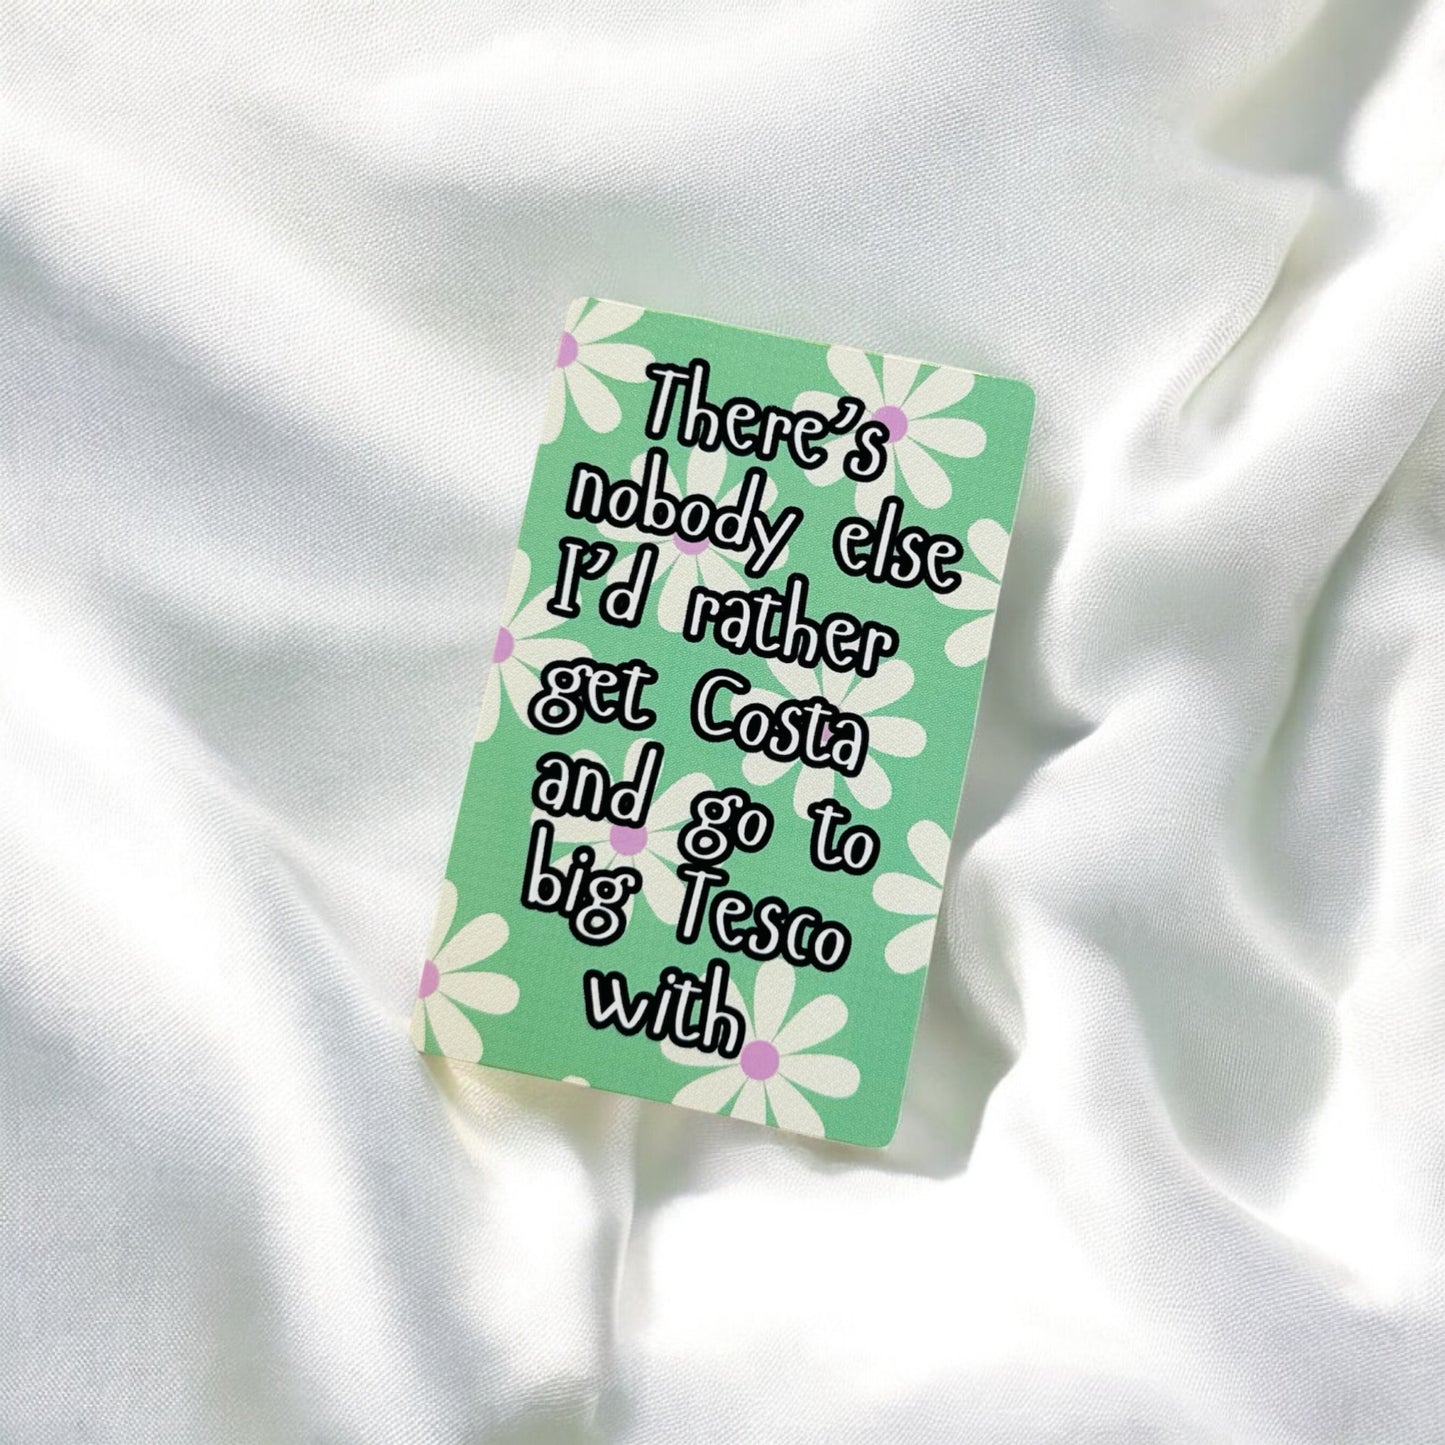 There's
nobody else
I'd rather
get Costa
and go to
big Tesco
with